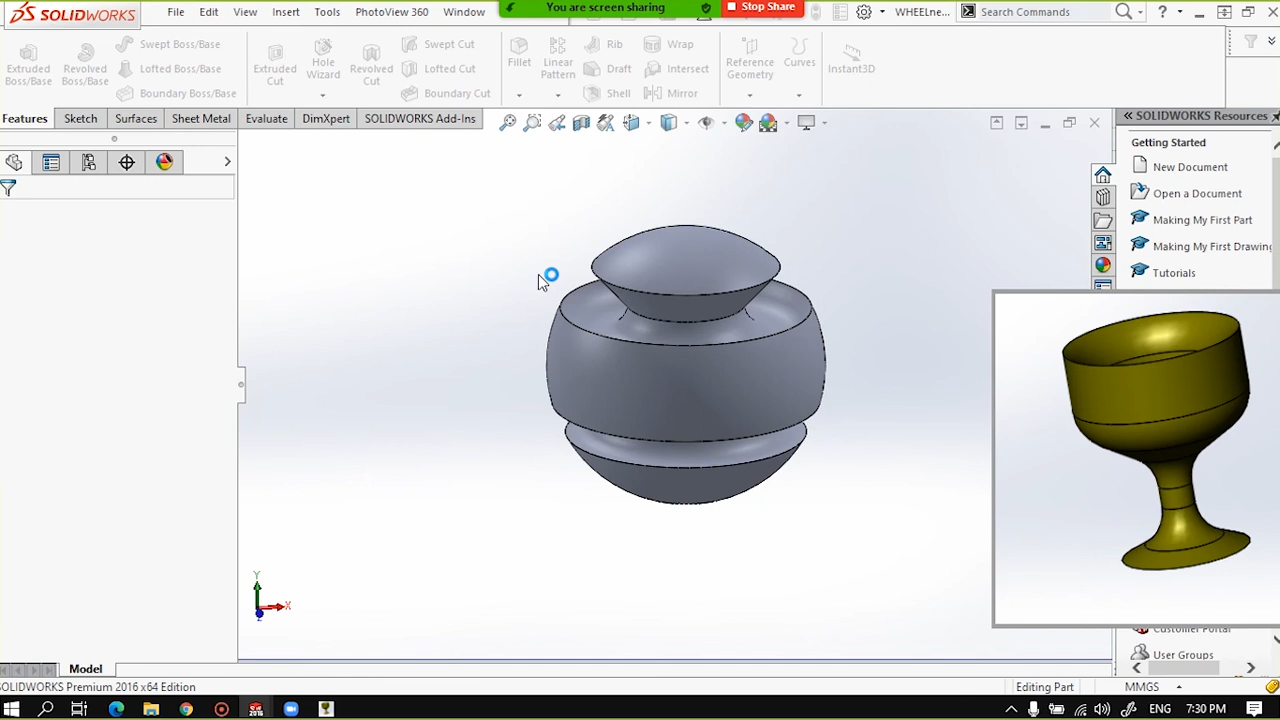 You are screen sharing Stop Share
DS SOLIDWORKS File Edit View Insert Tools PhotoView 360 Window WHEELne... Search Commands ?
Extruded Boss/Base Revolved Boss/Base Swept Boss/Base Lofted Boss/Base Boundary Boss/Base Extruded Cut Hole Wizard Revolved Cut Swept Cut Lofted Cut Boundary Cut Fillet Linear Pattern Rib Draft Shell Wrap Intersect Mirror Reference Geometry Curves Instant3D
Features Sketch Surfaces Sheet Metal Evaluate DimXpert SOLIDWORKS Add-Ins
SOLIDWORKS Resources
Getting Started
New Document
Open a Document
Making My First Part
Making My First Drawing
Tutorials
Y
X
Z
Customer Portal
User Groups
Model
SOLIDWORKS Premium 2016 x64 Edition Editing Part MMGS
2016 ENG 7:30 PM